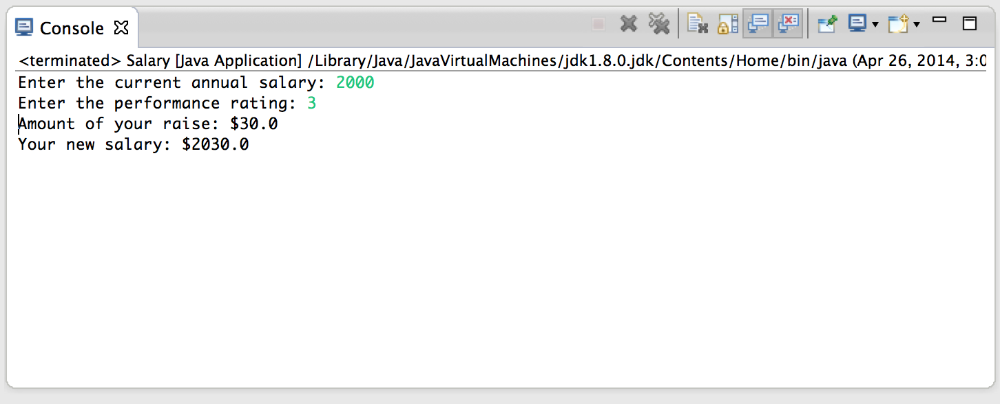 Console
<terminated> Salary [Java Application] /Library/Java/JavaVirtualMachines/jdk1.8.0.jdk/Contents/Home/bin/java (Apr 26, 2014, 3:0
Enter the current annual salary: 2000
Enter the performance rating: 3
Amount of your raise: $30.0
Your new salary: $2030.0